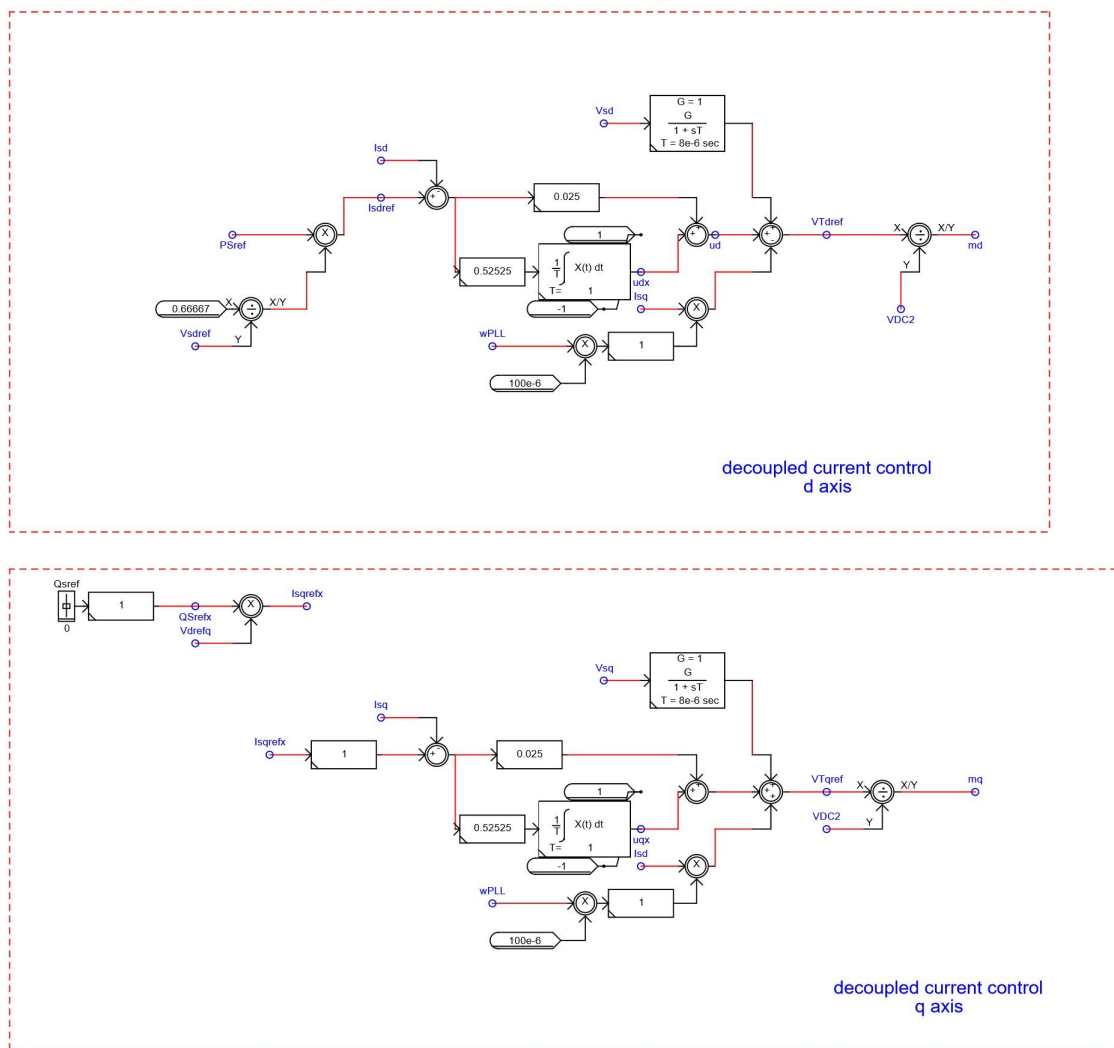 G = 1
G
1 + sT
T = 8e-6 sec
Vsd
Isd
+
-
Isdref
PSref
X
0.66667
X
÷
X/Y
Y
Vsdref
0.025
1
0.52525
1
T
X(t) dt
T= 1
-1
udx
+
+
ud
+
+
-
VTdref
X
÷
X/Y
md
Y
VDC2
Isq
X
wPLL
X
1
100e-6
decoupled current control
d axis
Qsref
0
1
QSrefx
X
Isqrefx
Vdrefq
G = 1
G
1 + sT
T = 8e-6 sec
Vsq
Isq
Isqrefx
1
+
-
0.025
1
0.52525
1
T
X(t) dt
T= 1
-1
uqx
+
+
+
+
+
VTqref
X
÷
X/Y
mq
VDC2
Y
Isd
X
wPLL
X
1
100e-6
decoupled current control
q axis